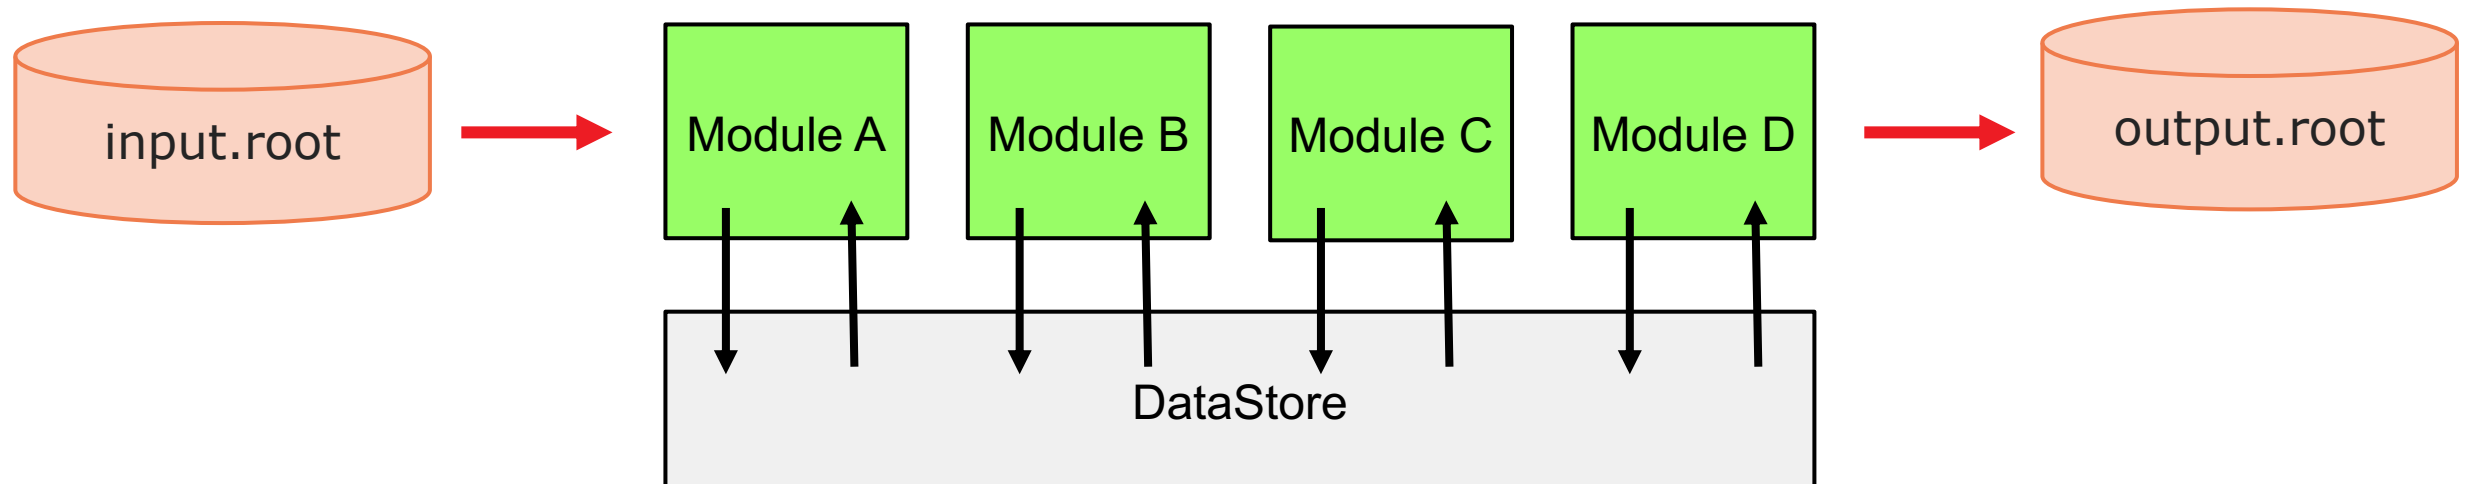 input.root
Module A
Module B
Module C
Module D
output.root
DataStore